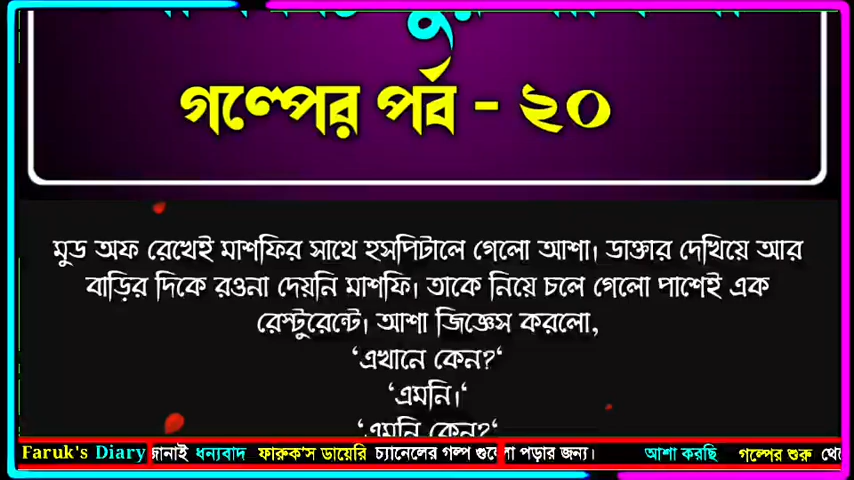 গল্পের পর্ব - ২০
মুড অফ রেখেই মাশফির সাথে হসপিটালে গেলো আশা। ডাক্তার দেখিয়ে আর
বাড়ির দিকে রওনা দেয়নি মাশফি। তাকে নিয়ে চলে গেলো পাশেই এক
রেস্টুরেন্টে। আশা জিজ্ঞেস করলো,
‘এখানে কেন?‘
‘এমনি।‘
‘এমনি কেন?‘
Faruk's Diary জানাই ধন্যবাদ ফারুক'স ডায়েরি চ্যানেলের গল্প গুলো পড়ার জন্য। আশা করছি গল্পের শুরু